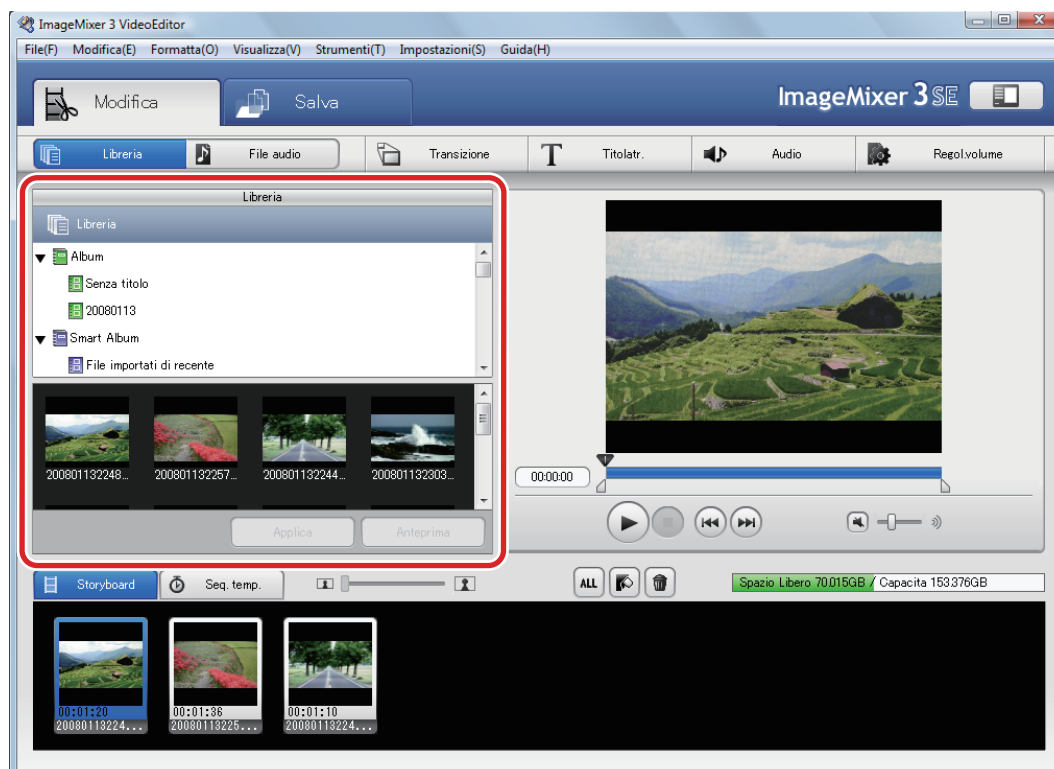 ImageMixer 3 VideoEditor
File(F) Modifica(E) Formatta(O) Visualizza(V) Strumenti(T) Impostazioni(S) Guida(H)
Modifica Salva ImageMixer 3 SE
Libreria File audio Transizione Titolatr. Audio Regol.volume
Libreria
Libreria
Album
Senza titolo
20080113
Smart Album
File importati di recente
200801132248... 200801132257... 200801132244... 200801132303...
00:00:00
Applica Anteprima
Storyboard Seq. temp. ALL Spazio Libero 70.015GB / Capacita 153.376GB
00:01:20 00:01:36 00:01:10
20080113224... 20080113225... 20080113224...